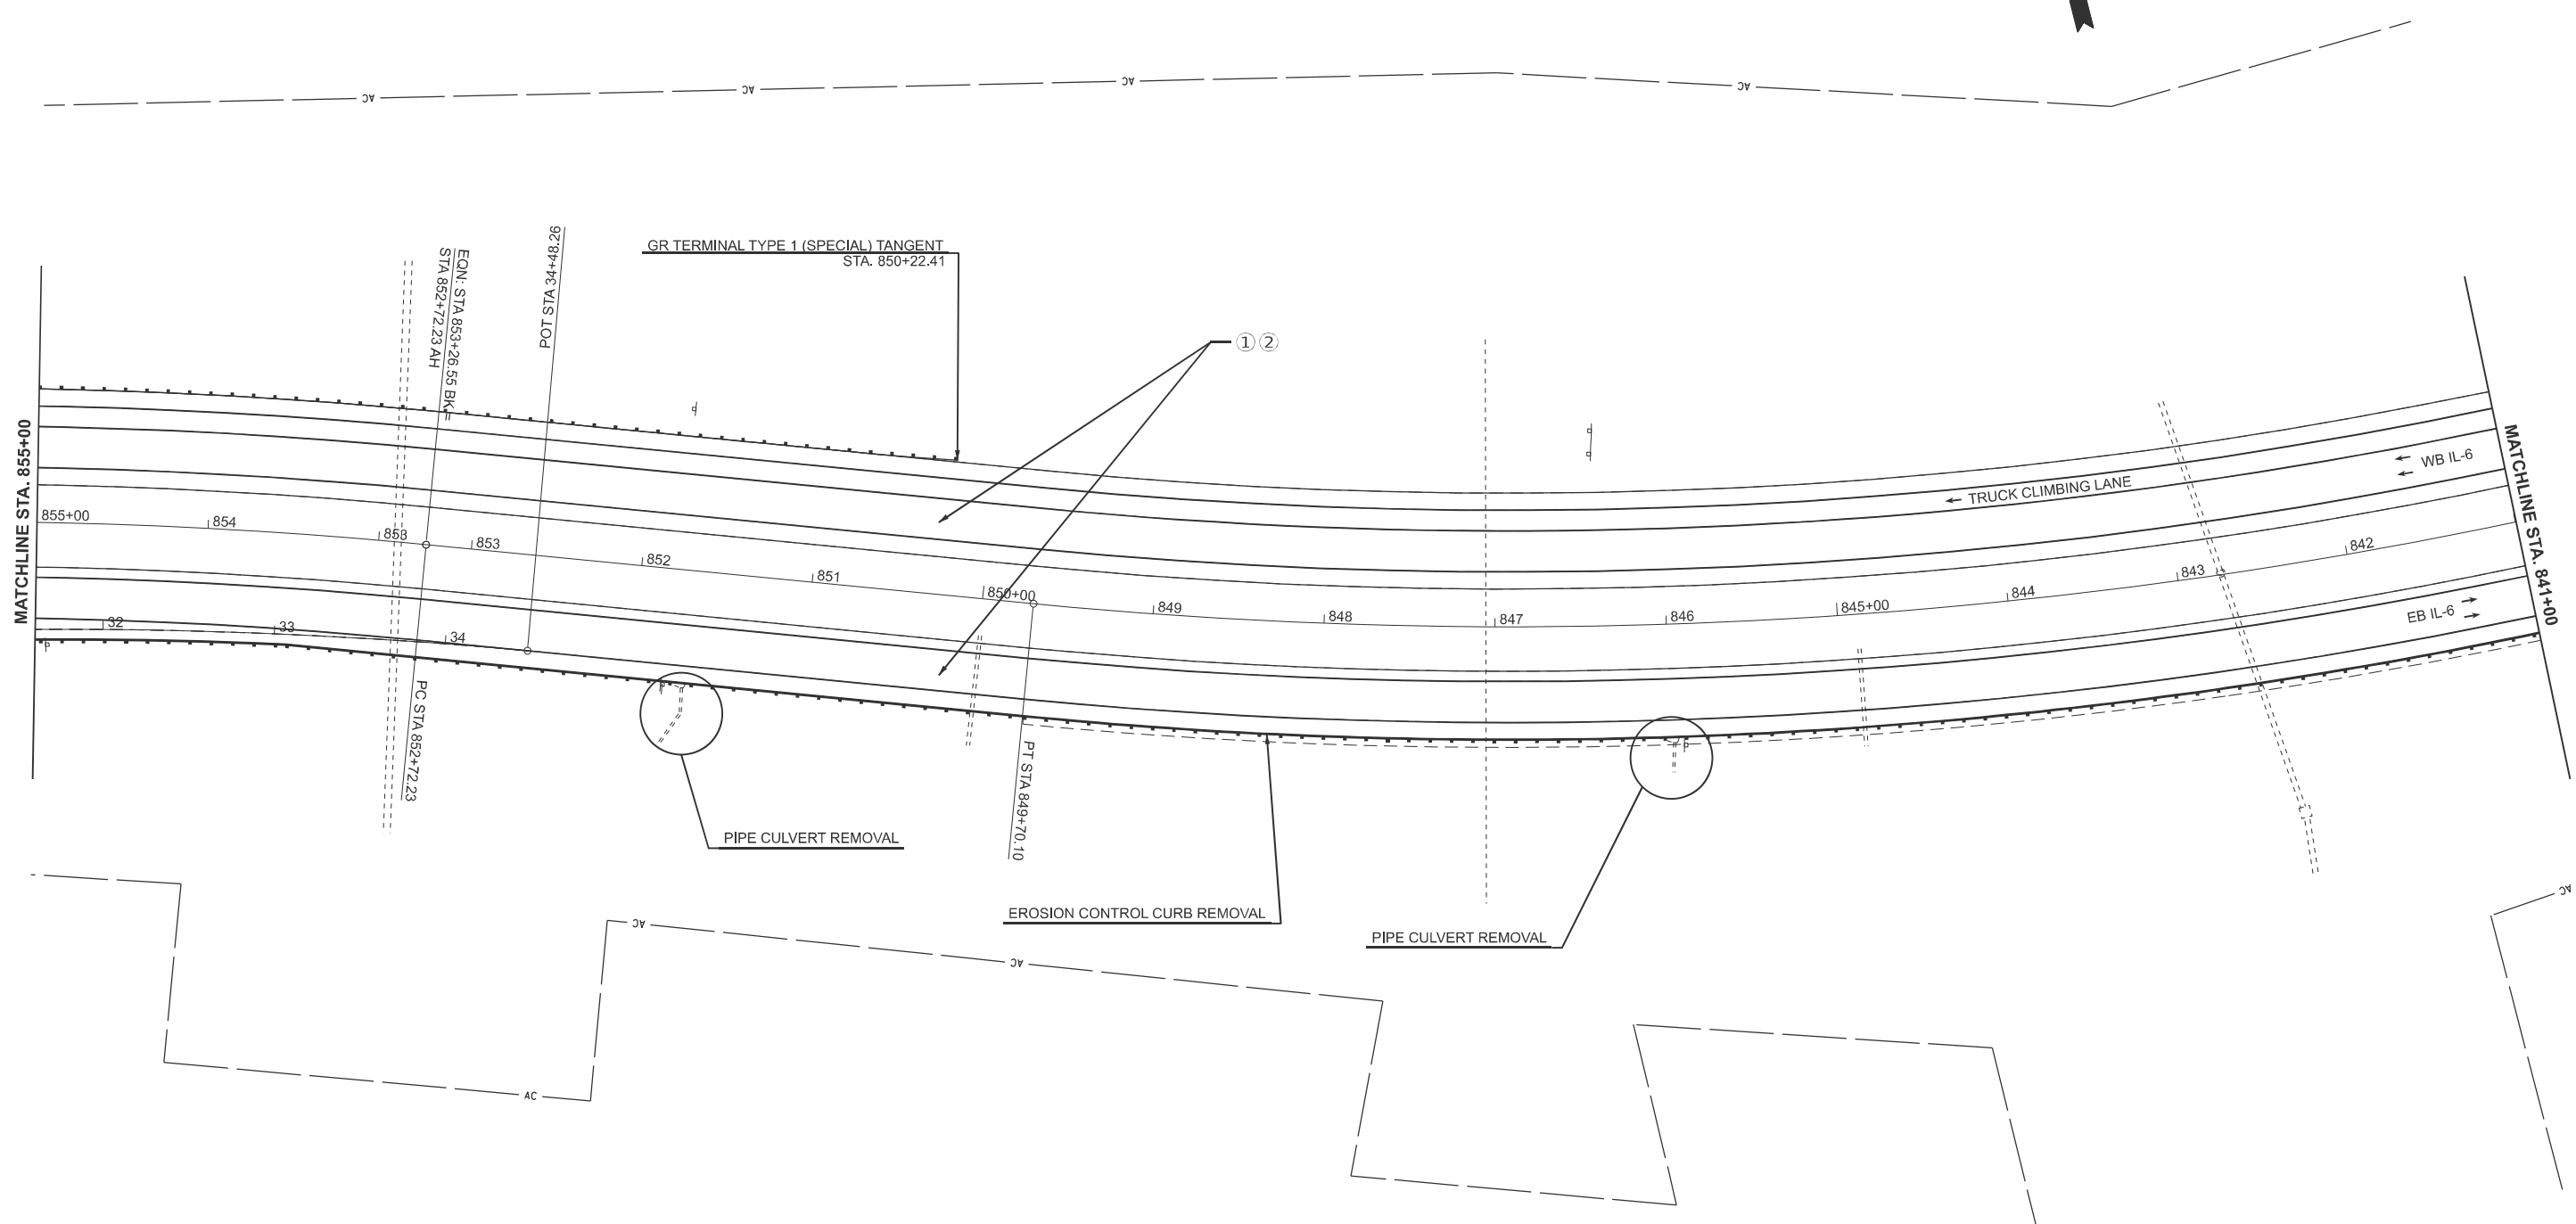 AC
AC
AC
AC
EQN: STA 853+26.55 BK =
STA 852+72.23 AH
POT STA 34+48.26
GR TERMINAL TYPE 1 (SPECIAL) TANGENT
STA. 850+22.41
①②
MATCHLINE STA. 855+00
MATCHLINE STA. 841+00
WB IL-6
TRUCK CLIMBING LANE
855+00
854
853
853
852
851
850+00
849
848
847
846
845+00
844
843
842
EB IL-6
32
33
34
PC STA 852+72.23
PT STA 849+70.10
PIPE CULVERT REMOVAL
EROSION CONTROL CURB REMOVAL
PIPE CULVERT REMOVAL
AC
AC
AC
AC